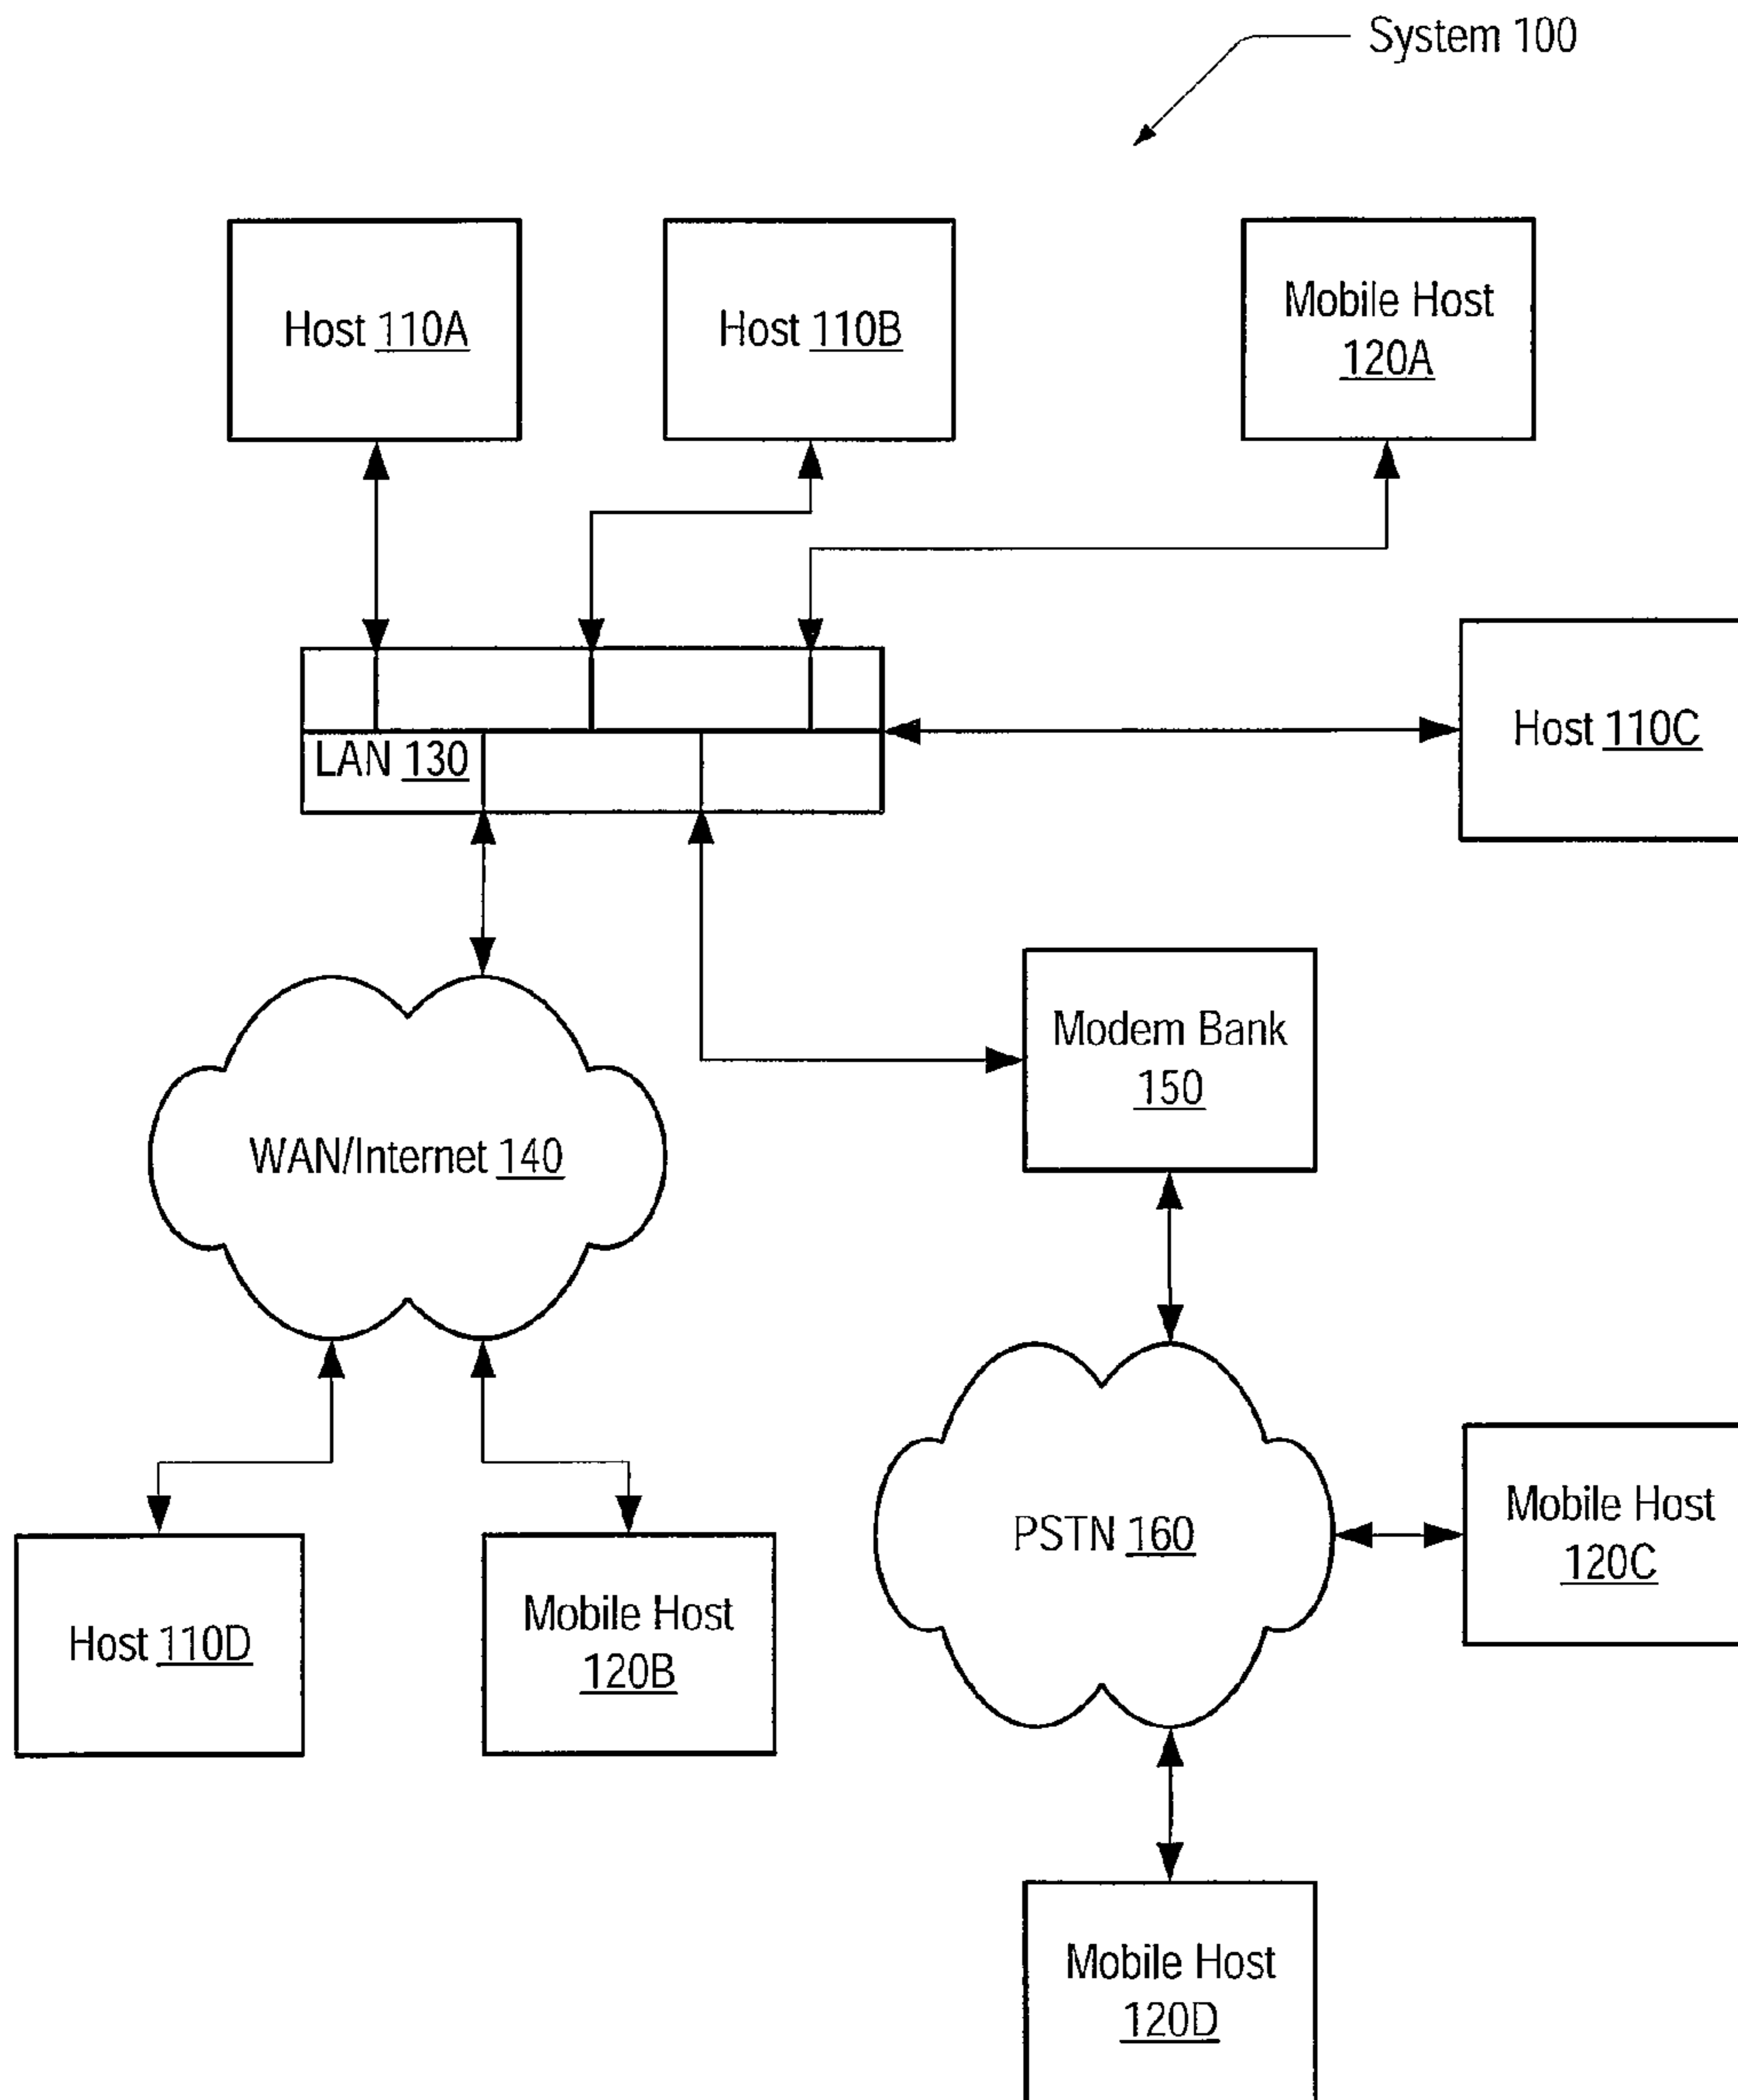 System 100
Host 110A
Host 110B
Mobile Host
120A
Host 110C
LAN 130
Modem Bank
150
WAN/Internet 140
PSTN 160
Mobile Host
120C
Host 110D
Mobile Host
120B
Mobile Host
120D